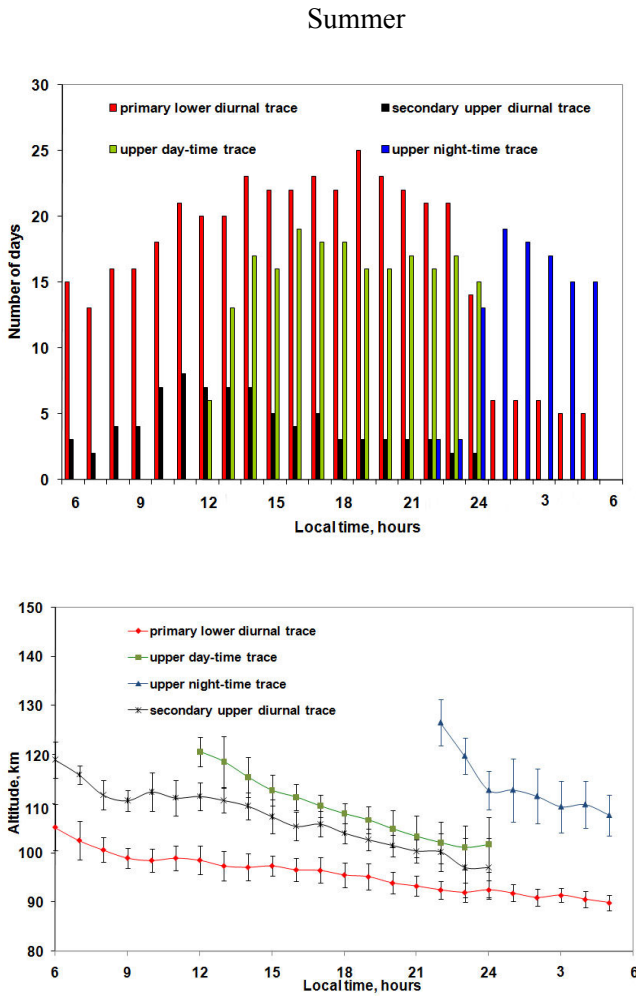 Summer
30
primary lower diurnal trace secondary upper diurnal trace
25
upper day-time trace upper night-time trace
20
15
10
5
0
Number of days
6 9 12 15 18 21 24 3 6
Local time, hours
150
140
130
120
110
100
90
80
Altitude, km
primary lower diurnal trace
upper day-time trace
upper night-time trace
secondary upper diurnal trace
6 9 12 15 18 21 24 3 6
Local time, hours